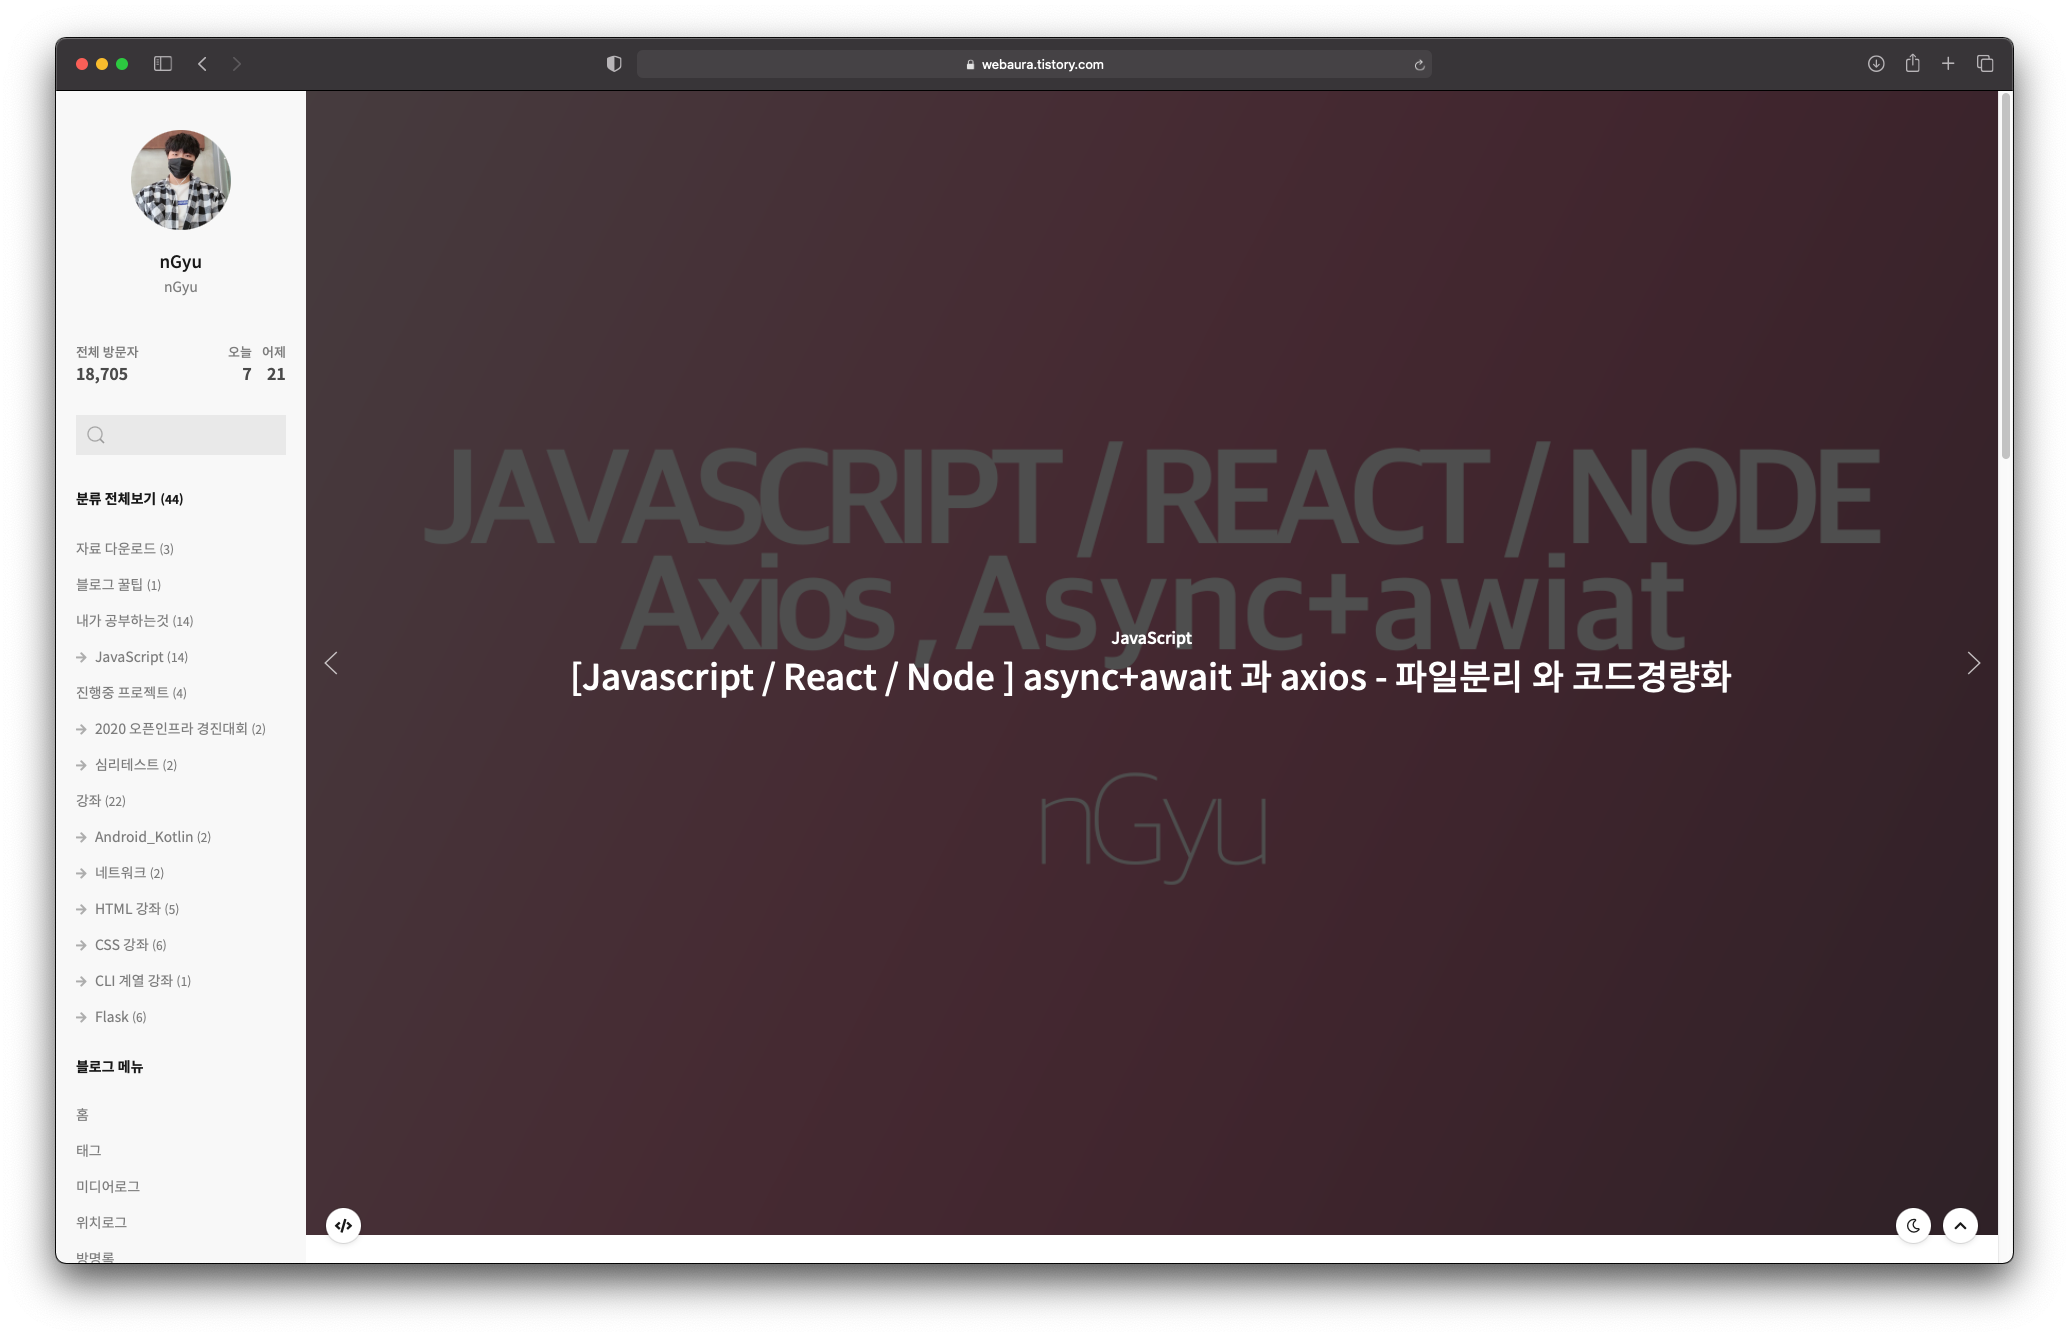 webaura.tistory.com
nGyu
nGyu
전체 방문자
오늘 어제
18,705
7 21
분류 전체보기 (44)
자료 다운로드 (3)
블로그 꿀팁 (1)
내가 공부하는것 (14)
JavaScript (14)
진행중 프로젝트 (4)
2020 오픈인프라 경진대회 (2)
심리테스트 (2)
강좌 (22)
Android_Kotlin (2)
네트워크 (2)
HTML 강좌 (5)
CSS 강좌 (6)
CLI 계열 강좌 (1)
Flask (6)
블로그 메뉴
홈
태그
미디어로그
위치로그
방명록
JAVASCRIPT / REACT / NODE
Axios , Async+awiat
JavaScript
[Javascript / React / Node ] async+await 과 axios - 파일분리 와 코드경량화
nGyu